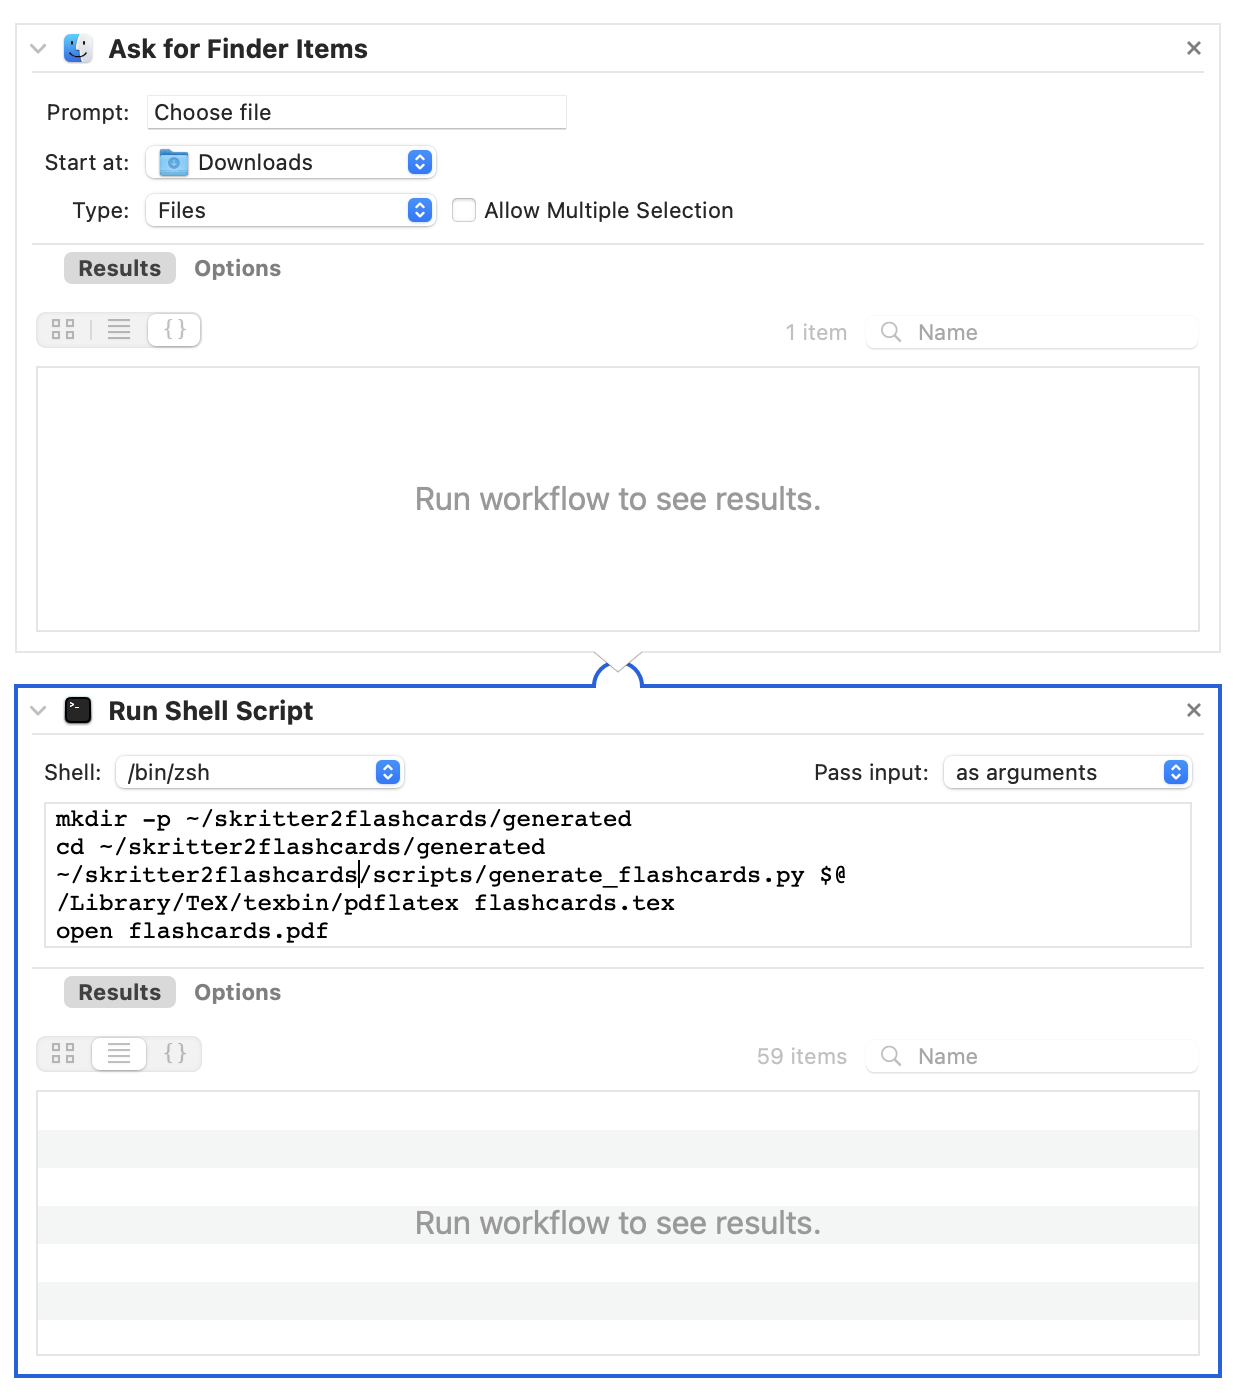 Ask for Finder Items
Prompt: Choose file
Start at: Downloads
Type: Files Allow Multiple Selection
Results Options
{} 1 item Name
Run workflow to see results.
>_ Run Shell Script
Shell: /bin/zsh Pass input: as arguments
mkdir -p ~/skritter2flashcards/generated
cd ~/skritter2flashcards/generated
~/skritter2flashcards/scripts/generate_flashcards.py $@
/Library/TeX/texbin/pdflatex flashcards.tex
open flashcards.pdf
Results Options
{} 59 items Name
Run workflow to see results.